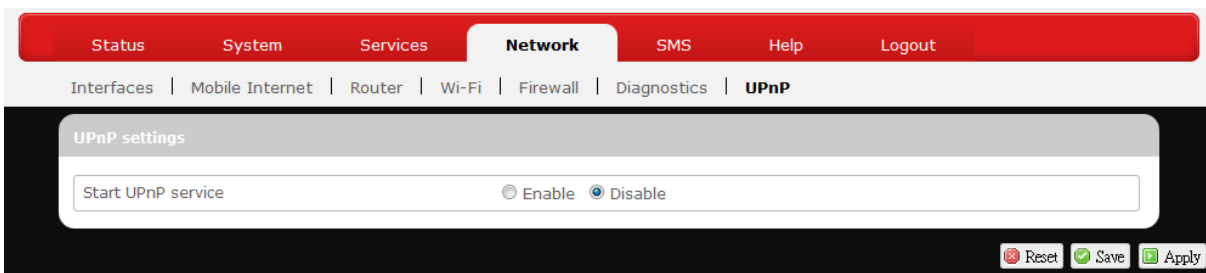 Status System Services Network SMS Help Logout
Interfaces | Mobile Internet | Router | Wi-Fi | Firewall | Diagnostics | UPnP
UPnP settings
Start UPnP service Enable Disable
Reset Save Apply